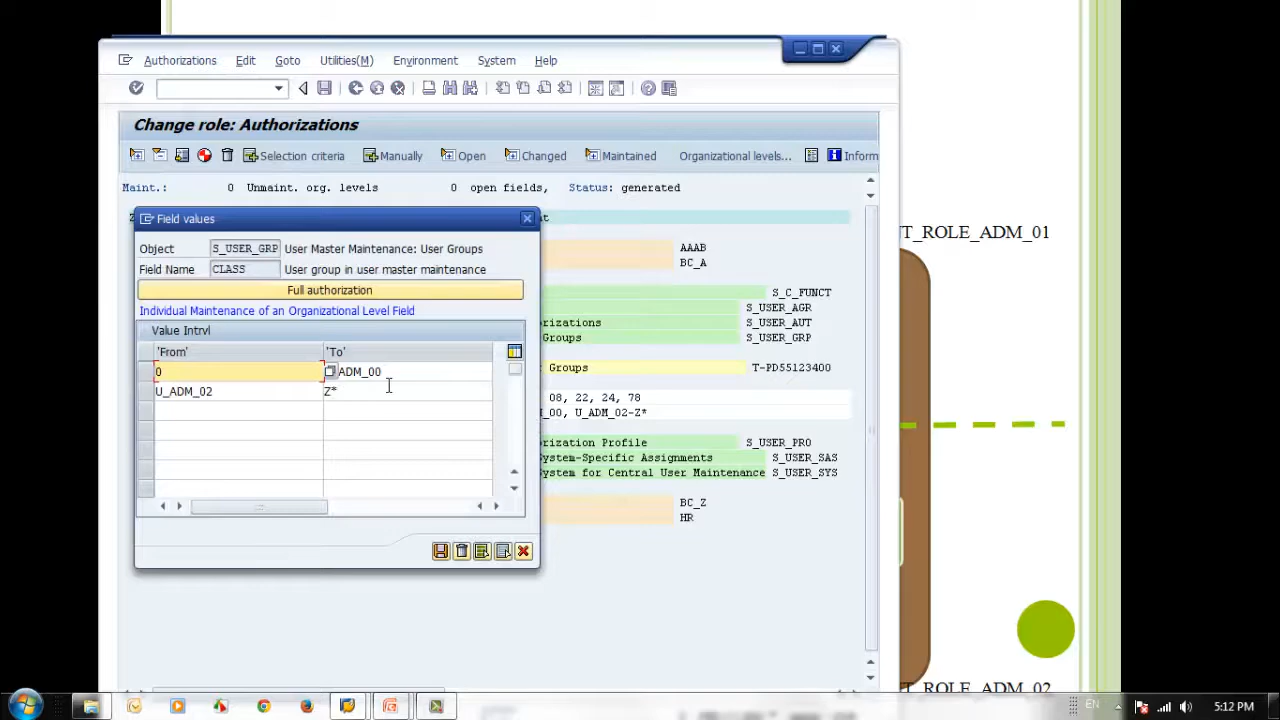 Authorizations Edit Goto Utilities(M) Environment System Help
Change role: Authorizations
Selection criteria Manually Open Changed Maintained Organizational levels... Inform
Maint.: 0 Unmaint. org. levels 0 open fields, Status: generated
Field values
Object S_USER_GRP User Master Maintenance: User Groups
Field Name CLASS User group in user master maintenance
Full authorization
Individual Maintenance of an Organizational Level Field
Value Intrvl
'From' 'To'
0 ADM_00
U_ADM_02 Z*
AAAB
BC_A
S_C_FUNCT
S_USER_AGR
orizations S_USER_AUT
Groups S_USER_GRP
Groups T-PD55123400
08, 22, 24, 78
M_00, U_ADM_02-Z*
orization Profile S_USER_PRO
System-Specific Assignments S_USER_SAS
System for Central User Maintenance S_USER_SYS
BC_Z
HR
T_ROLE_ADM_01
T_ROLE_ADM_02
EN 5:12 PM